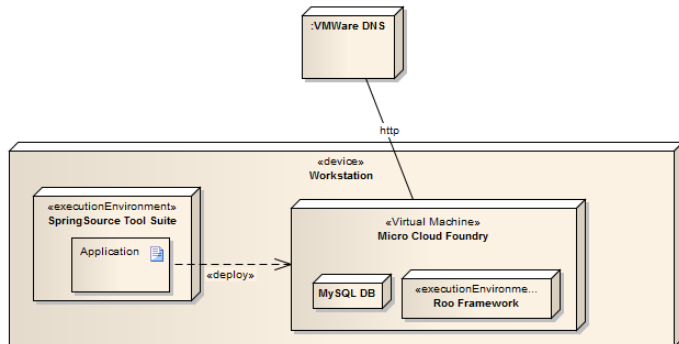 :VMWare DNS
http
«device»
Workstation
«executionEnvironment»
SpringSource Tool Suite
Application
«deploy»
«Virtual Machine»
Micro Cloud Foundry
MySQL DB
«executionEnvironme...
Roo Framework